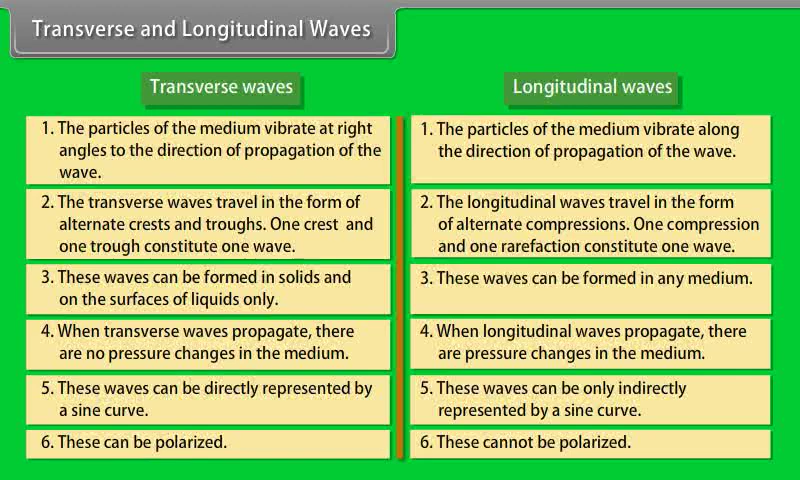 Transverse and Longitudinal Waves
Transverse waves
1. The particles of the medium vibrate at right
angles to the direction of propagation of the
wave.
2. The transverse waves travel in the form of
alternate crests and troughs. One crest and
one trough constitute one wave.
3. These waves can be formed in solids and
on the surfaces of liquids only.
4. When transverse waves propagate, there
are no pressure changes in the medium.
5. These waves can be directly represented by
a sine curve.
6. These can be polarized.
Longitudinal waves
1. The particles of the medium vibrate along
the direction of propagation of the wave.
2. The longitudinal waves travel in the form
of alternate compressions. One compression
and one rarefaction constitute one wave.
3. These waves can be formed in any medium.
4. When longitudinal waves propagate, there
are pressure changes in the medium.
5. These waves can be only indirectly
represented by a sine curve.
6. These cannot be polarized.